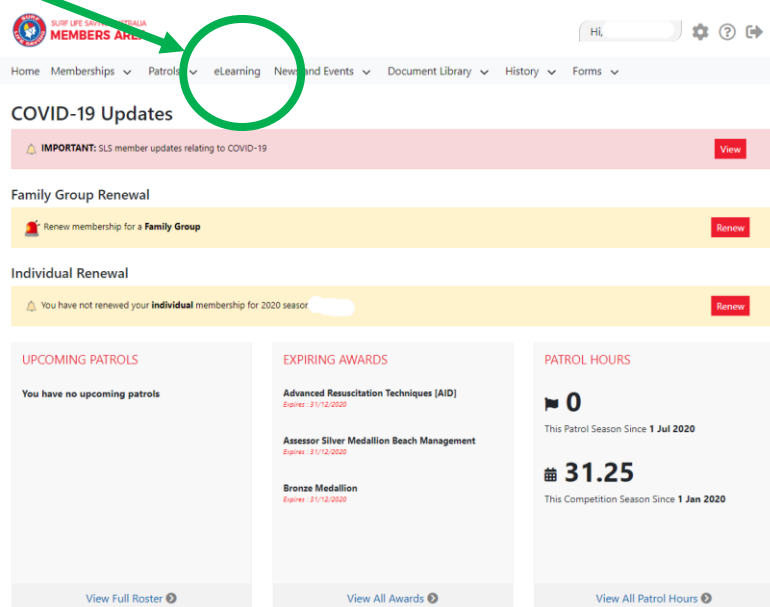 SURF LIFE SAVING AUSTRALIA
MEMBERS AREA
Hi,
Home Memberships Patrols eLearning News and Events Document Library History Forms
COVID-19 Updates
IMPORTANT: SLS member updates relating to COVID-19
View
Family Group Renewal
Renew membership for a Family Group
Renew
Individual Renewal
You have not renewed your individual membership for 2020 season
Renew
UPCOMING PATROLS
You have no upcoming patrols
View Full Roster
EXPIRING AWARDS
Advanced Resuscitation Techniques [AID]
Expires : 31/12/2020
Assessor Silver Medallion Beach Management
Expires : 31/12/2020
Bronze Medallion
Expires : 31/12/2020
View All Awards
PATROL HOURS
0
This Patrol Season Since 1 Jul 2020
31.25
This Competition Season Since 1 Jan 2020
View All Patrol Hours